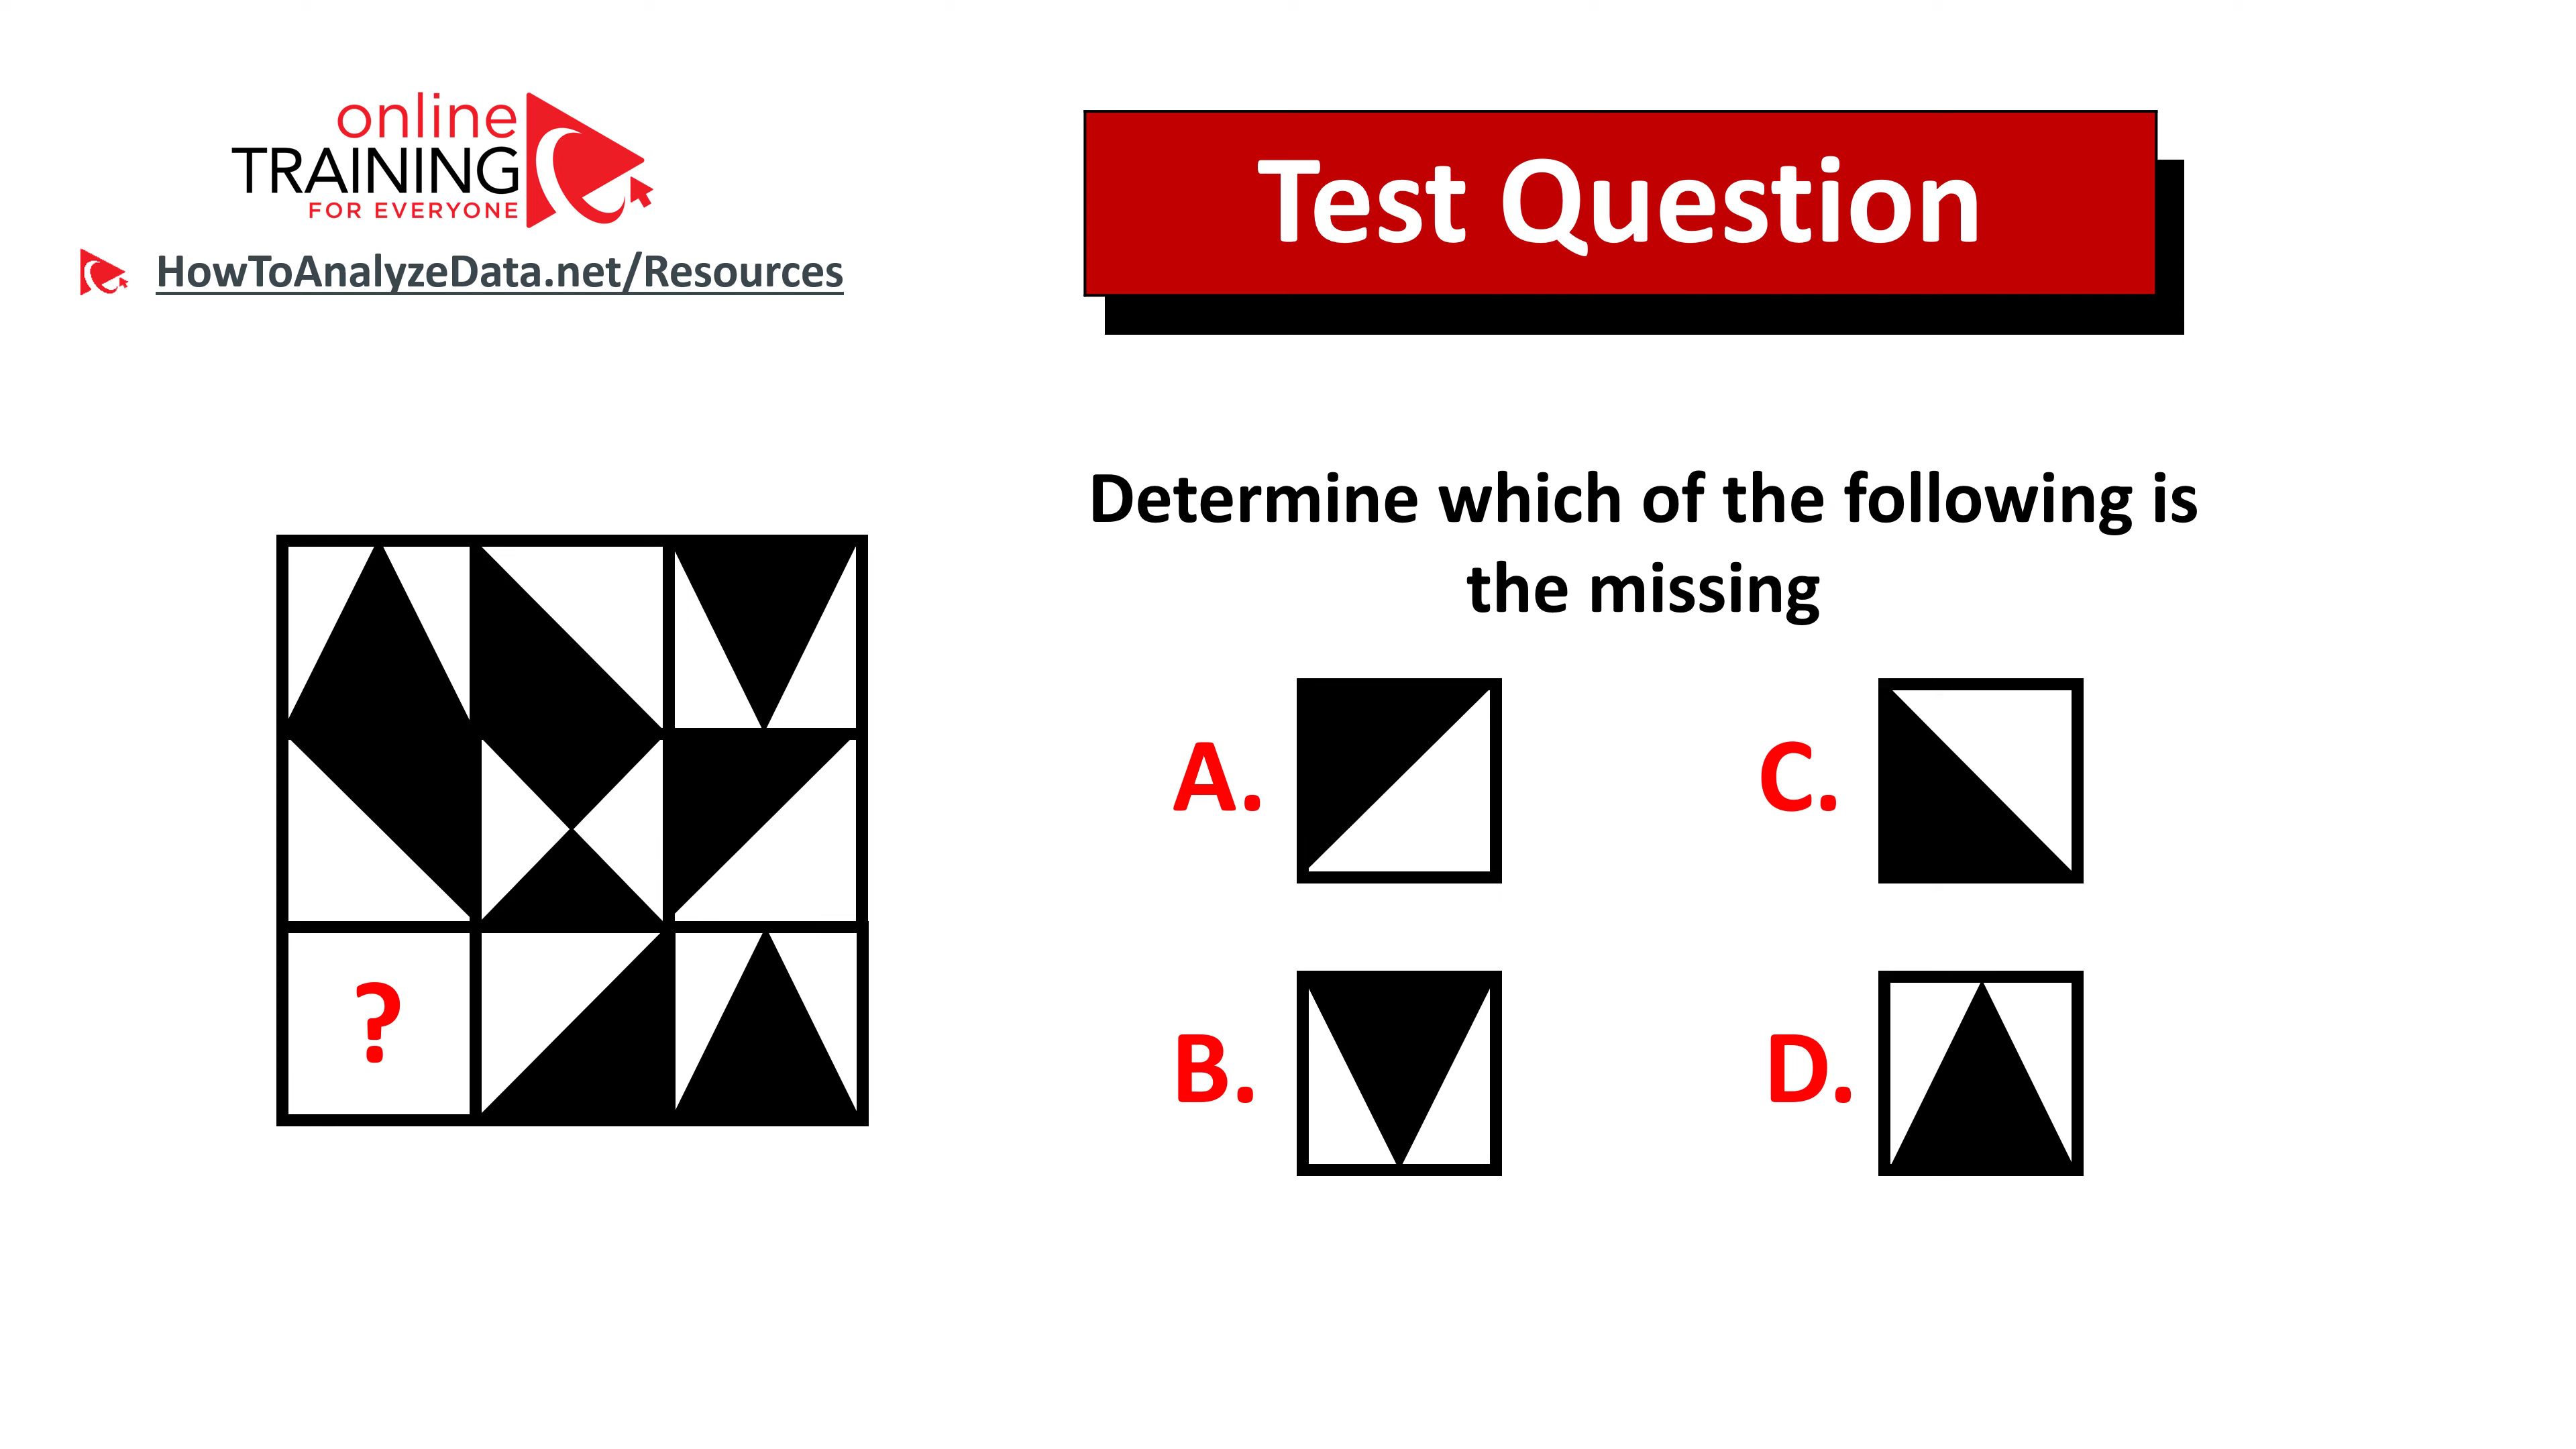 online
TRAINING
FOR EVERYONE
HowToAnalyzeData.net/Resources
Test Question
Determine which of the following is
the missing
?
A.
C.
B.
D.